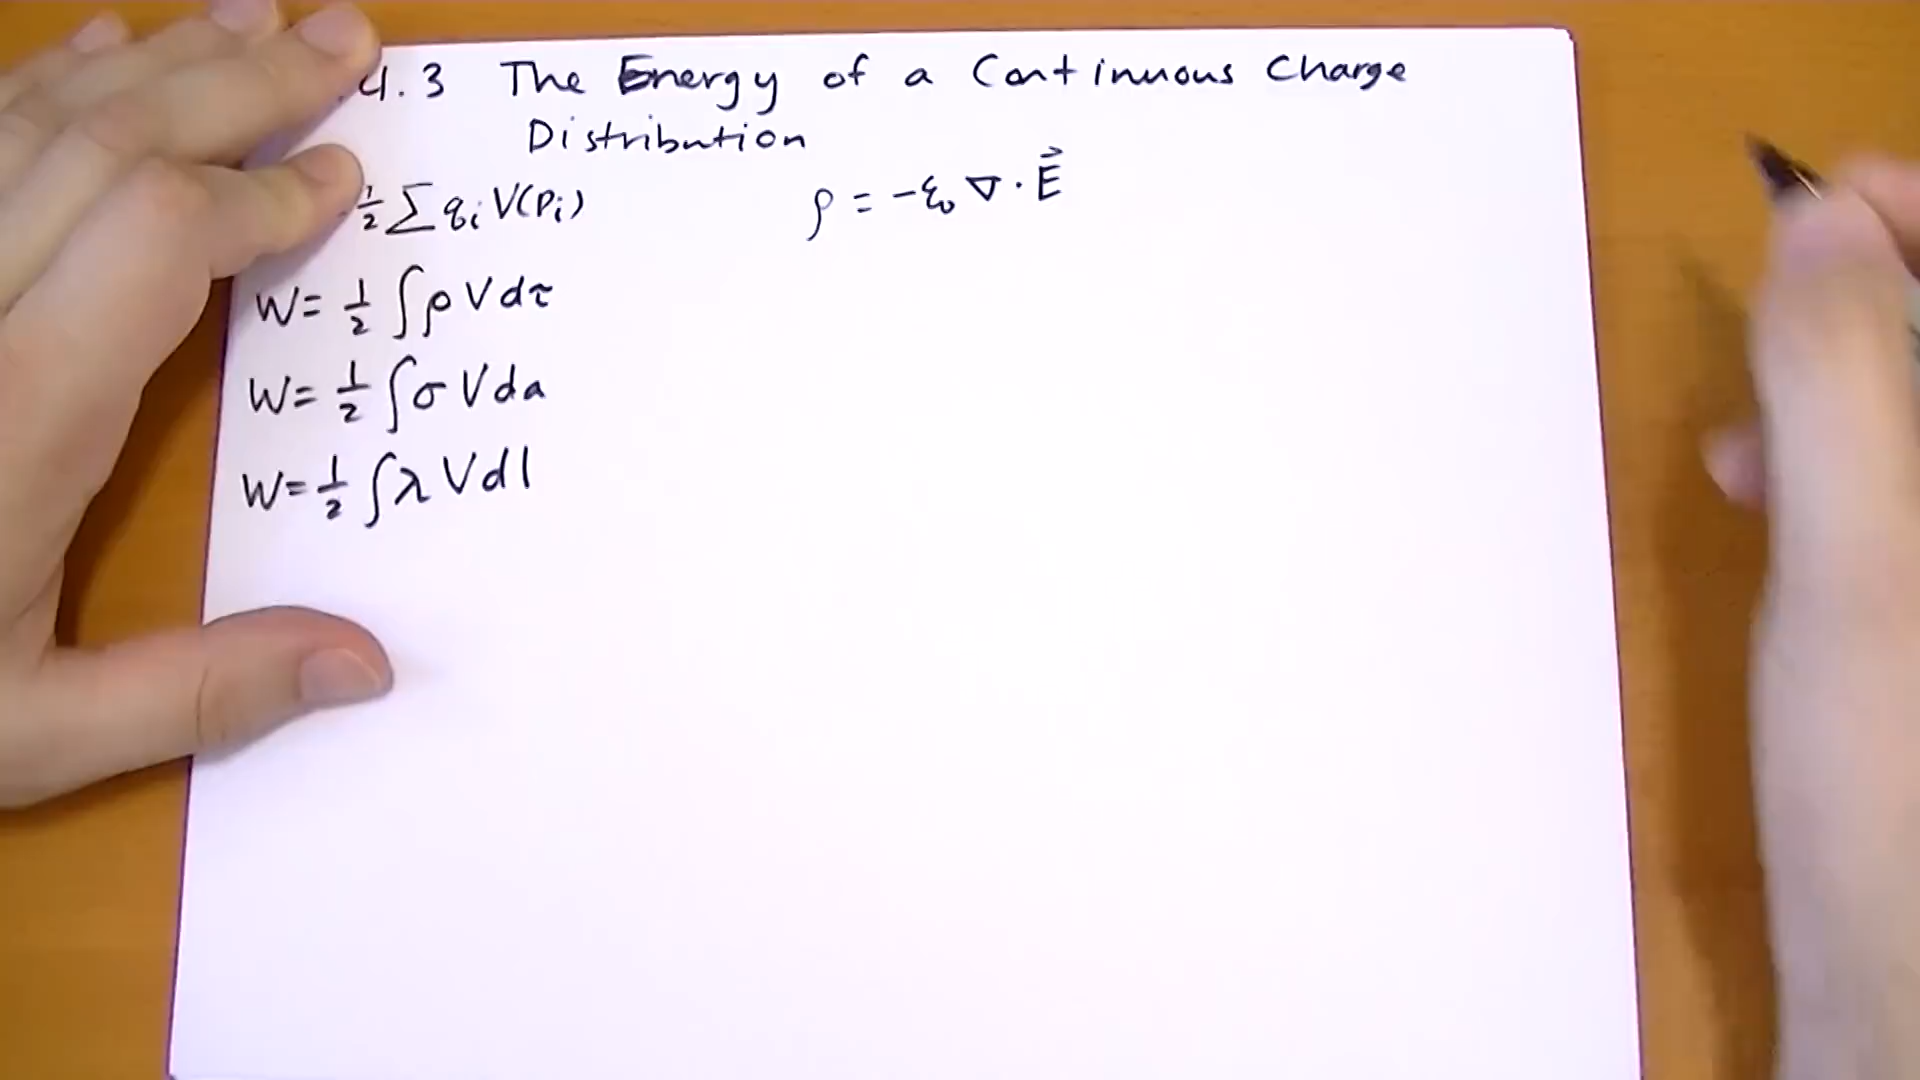 .4.3 The Energy of a Continuous Charge
Distribution
½ ∑ qᵢ V(Pᵢ)
ρ = -ε₀ ∇ · E⃗
W = ½ ∫ ρ V dτ
W = ½ ∫ σ V da
W = ½ ∫ λ V dl